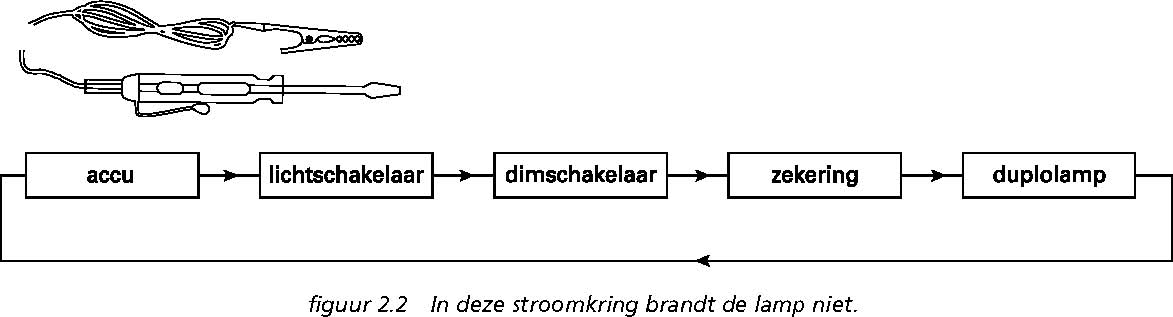 accu lichtschakelaar dimschakelaar zekering duplolamp
figuur 2.2 In deze stroomkring brandt de lamp niet.